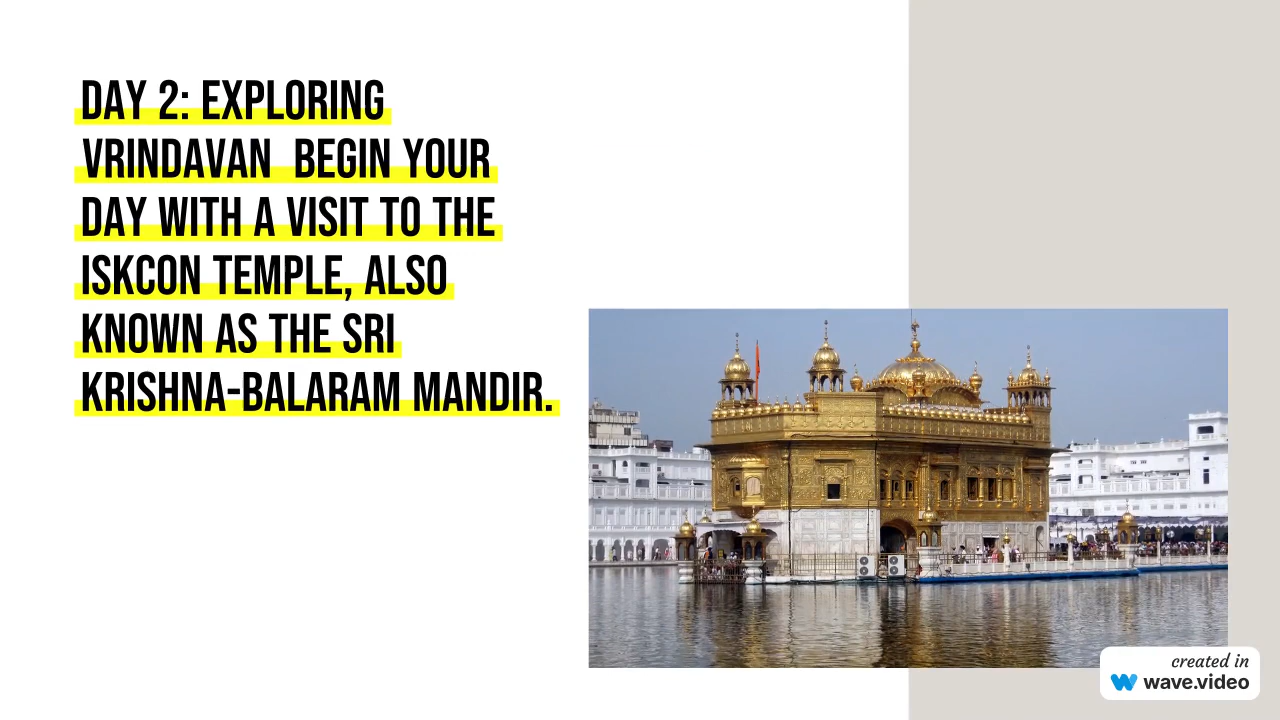 DAY 2: EXPLORING
VRINDAVAN  BEGIN YOUR
DAY WITH A VISIT TO THE
ISKCON TEMPLE, ALSO
KNOWN AS THE SRI
KRISHNA-BALARAM MANDIR.
created in
wave.video